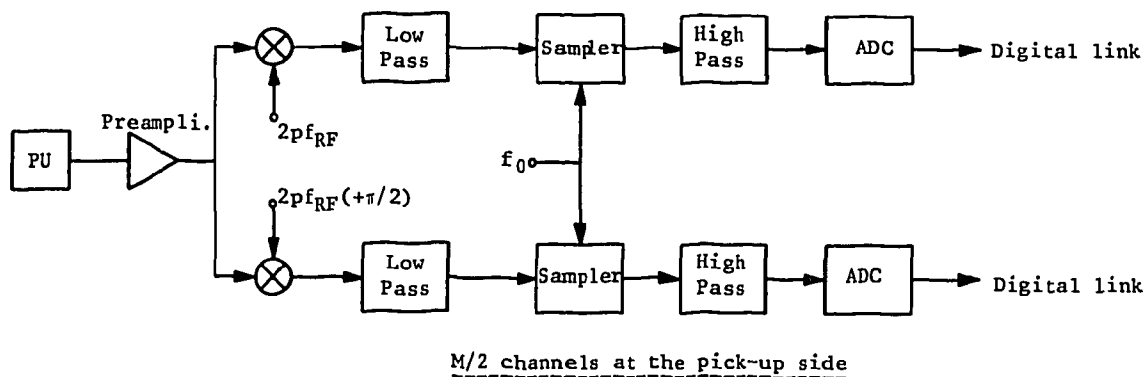 Low
Pass
Sampler
High
Pass
ADC
Digital link
2pf_RF
Preampli.
PU
f_0
2pf_RF(+π/2)
Low
Pass
Sampler
High
Pass
ADC
Digital link
M/2 channels at the pick-up side